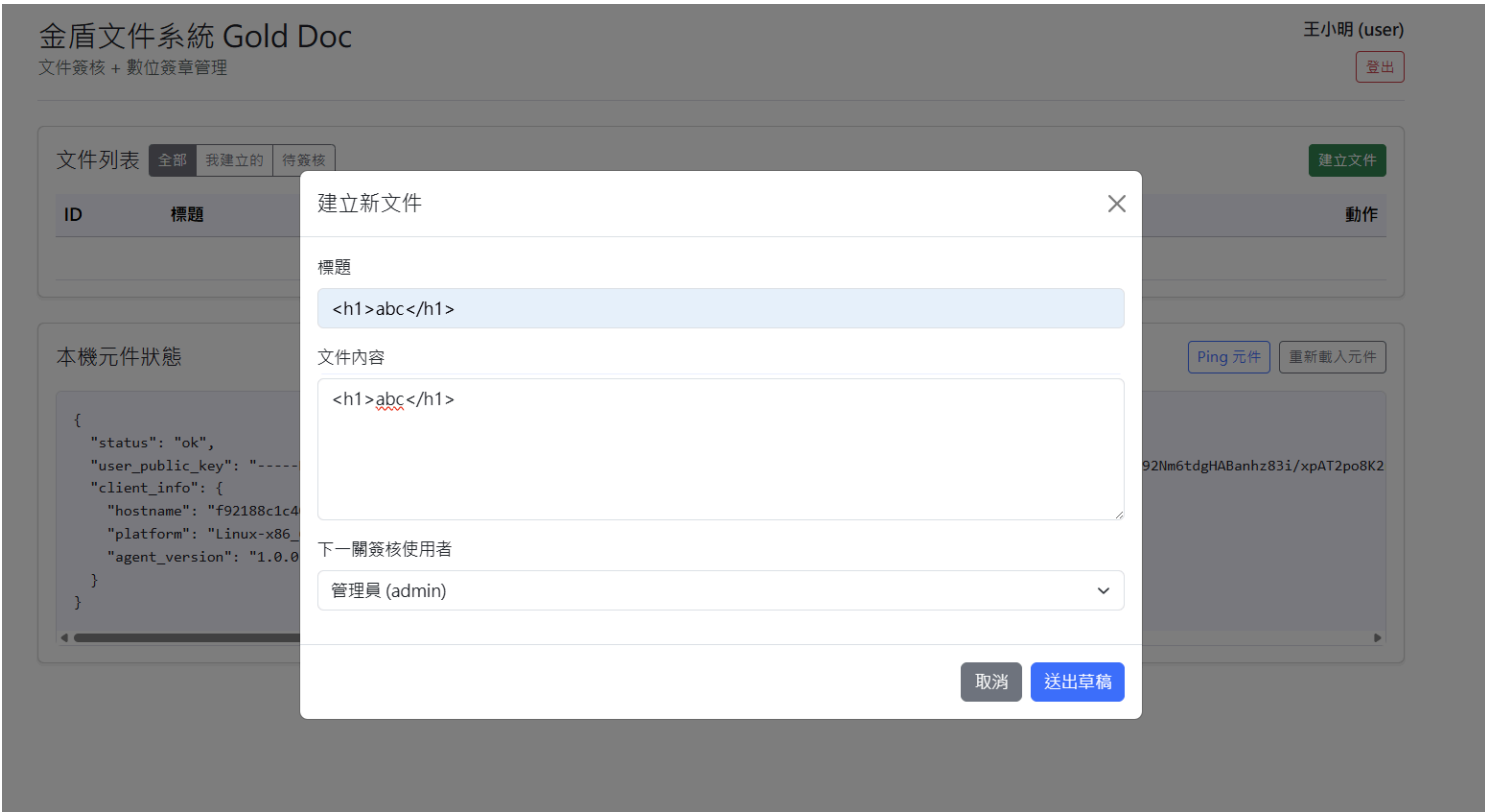 金盾文件系統 Gold Doc
文件簽核 + 數位簽章管理
王小明 (user)
登出
文件列表 全部 我建立的 待簽核
建立文件
ID 標題 動作
建立新文件
標題
<h1>abc</h1>
文件內容
<h1>abc</h1>
下一關簽核使用者
管理員 (admin)
取消 送出草稿
本機元件狀態
Ping 元件 重新載入元件
{
"status": "ok",
"user_public_key": "----- 92Nm6tdgHABanhz83i/xpAT2po8K2
"client_info": {
"hostname": "f92188c1c4
"platform": "Linux-x86_
"agent_version": "1.0.0
}
}